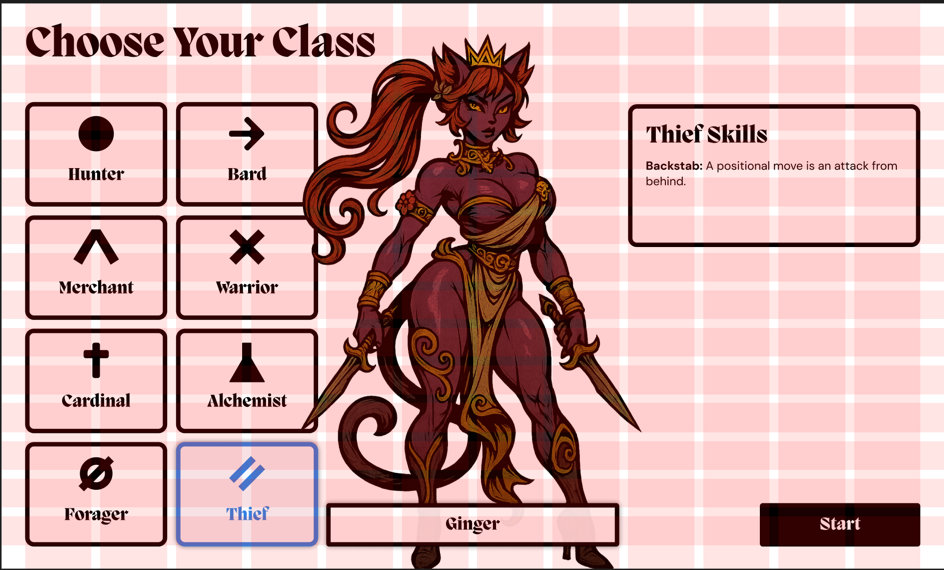 Choose Your Class
Hunter
Bard
Merchant
Warrior
Cardinal
Alchemist
Forager
Thief
Ginger
Thief Skills
Backstab: A positional move is an attack from
behind.
Start